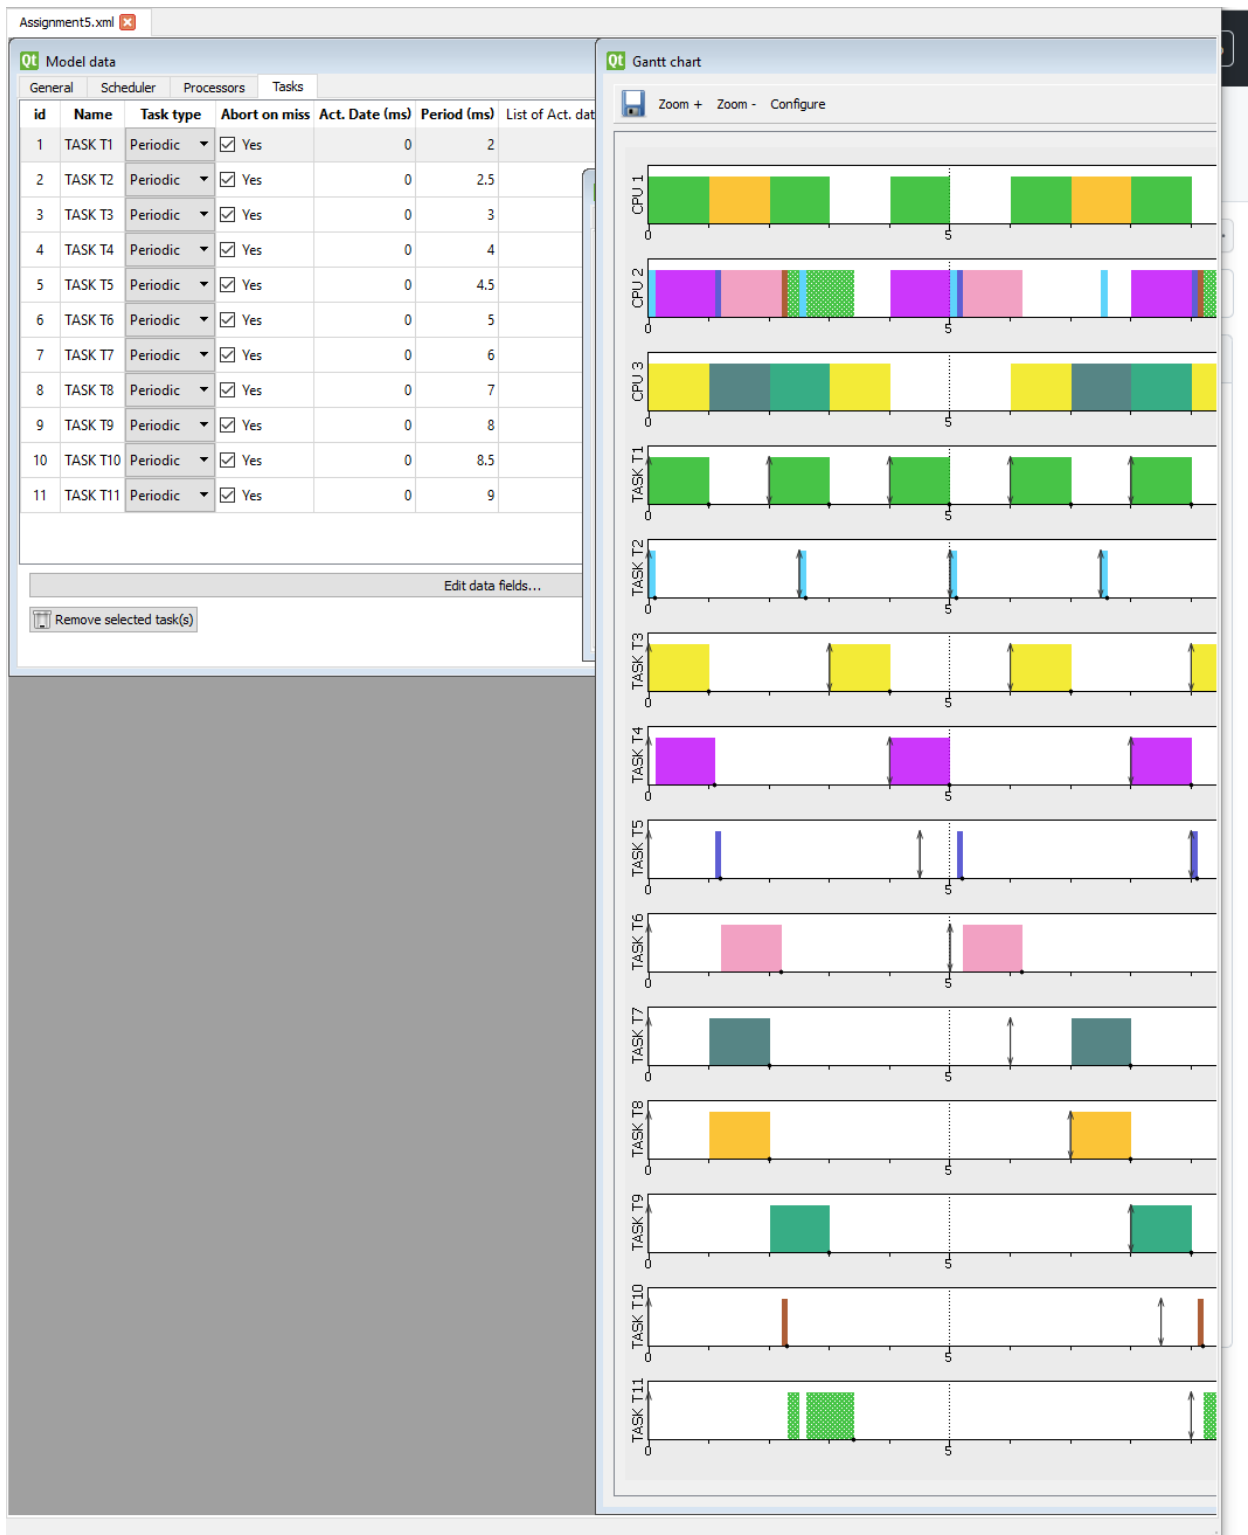 Assignment5.xml
Qt Model data
General Scheduler Processors Tasks
id Name Task type Abort on miss Act. Date (ms) Period (ms) List of Act. dat
1 TASK T1 Periodic Yes 0 2
2 TASK T2 Periodic Yes 0 2.5
3 TASK T3 Periodic Yes 0 3
4 TASK T4 Periodic Yes 0 4
5 TASK T5 Periodic Yes 0 4.5
6 TASK T6 Periodic Yes 0 5
7 TASK T7 Periodic Yes 0 6
8 TASK T8 Periodic Yes 0 7
9 TASK T9 Periodic Yes 0 8
10 TASK T10 Periodic Yes 0 8.5
11 TASK T11 Periodic Yes 0 9
Edit data fields...
Remove selected task(s)
Qt Gantt chart
Zoom + Zoom - Configure
CPU 1
0 5
CPU 2
0 5
CPU 3
0 5
TASK T1
0 5
TASK T2
0 5
TASK T3
0 5
TASK T4
0 5
TASK T5
0 5
TASK T6
0 5
TASK T7
0 5
TASK T8
0 5
TASK T9
0 5
TASK T10
0 5
TASK T11
0 5